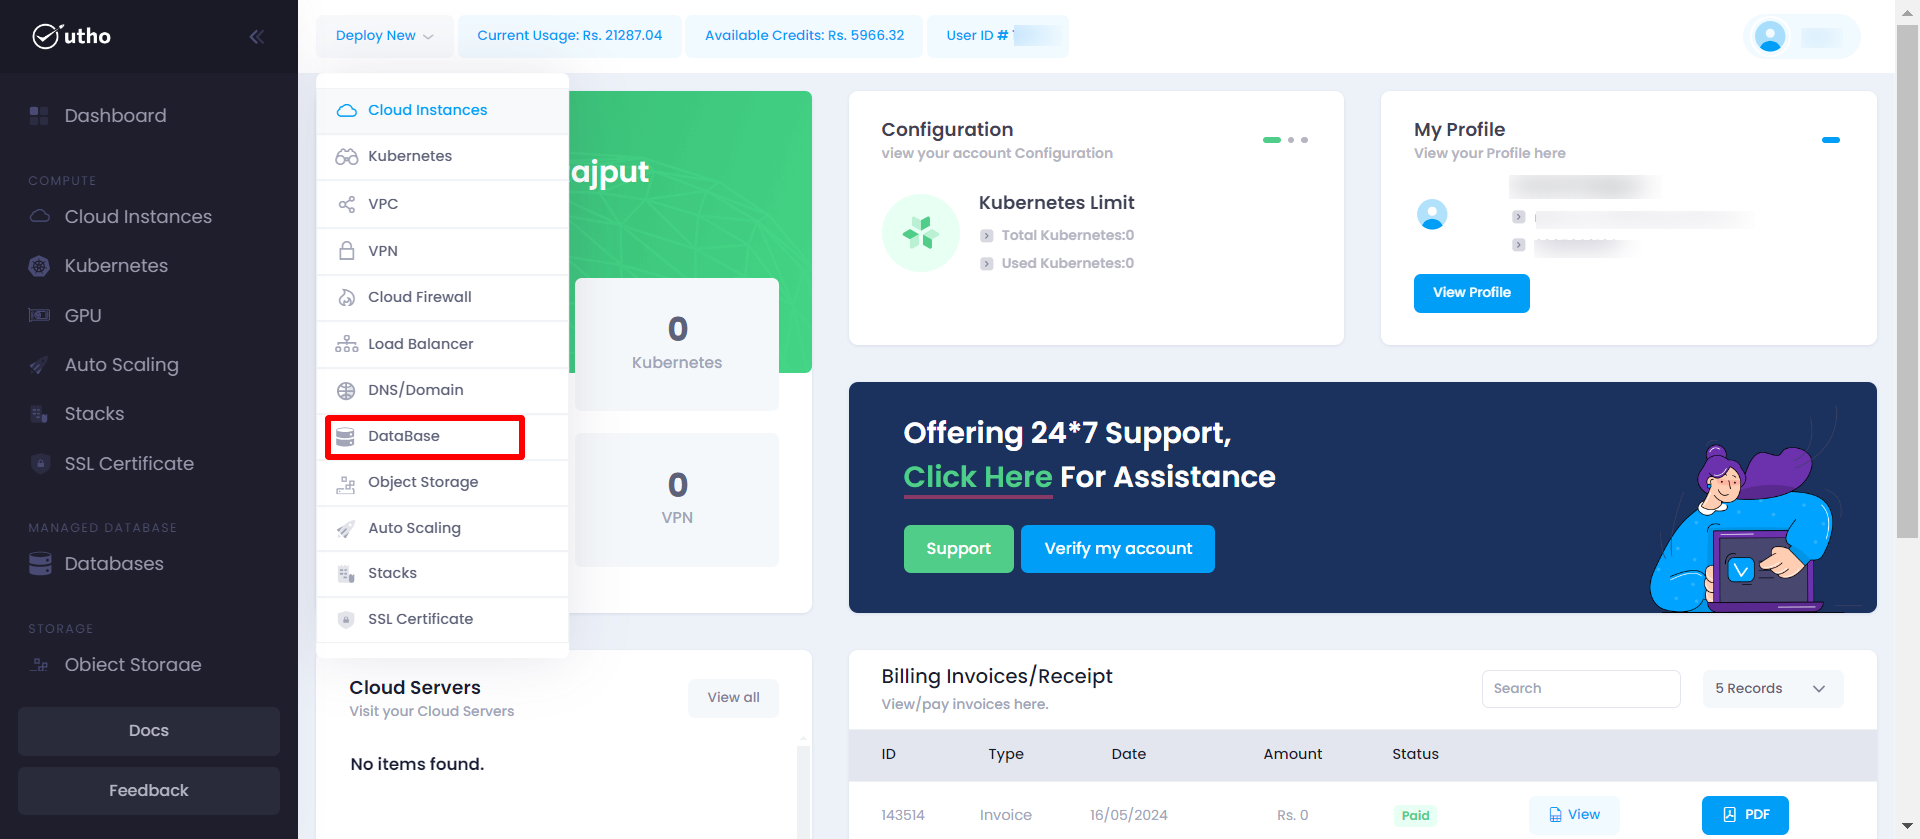 utho
Deploy New
Current Usage: Rs. 21287.04
Available Credits: Rs. 5966.32
User ID #
Dashboard
COMPUTE
Cloud Instances
Kubernetes
GPU
Auto Scaling
Stacks
SSL Certificate
MANAGED DATABASE
Databases
STORAGE
Object Storage
Docs
Feedback
Cloud Instances
Kubernetes
VPC
VPN
Cloud Firewall
Load Balancer
DNS/Domain
DataBase
Object Storage
Auto Scaling
Stacks
SSL Certificate
ajput
0
Kubernetes
0
VPN
Configuration
view your account Configuration
Kubernetes Limit
Total Kubernetes:0
Used Kubernetes:0
My Profile
View your Profile here
View Profile
Offering 24*7 Support,
Click Here For Assistance
Support
Verify my account
Cloud Servers
Visit your Cloud Servers
View all
No items found.
Billing Invoices/Receipt
View/pay invoices here.
Search
5 Records
ID Type Date Amount Status
143514 Invoice 16/05/2024 Rs. 0 Paid View PDF